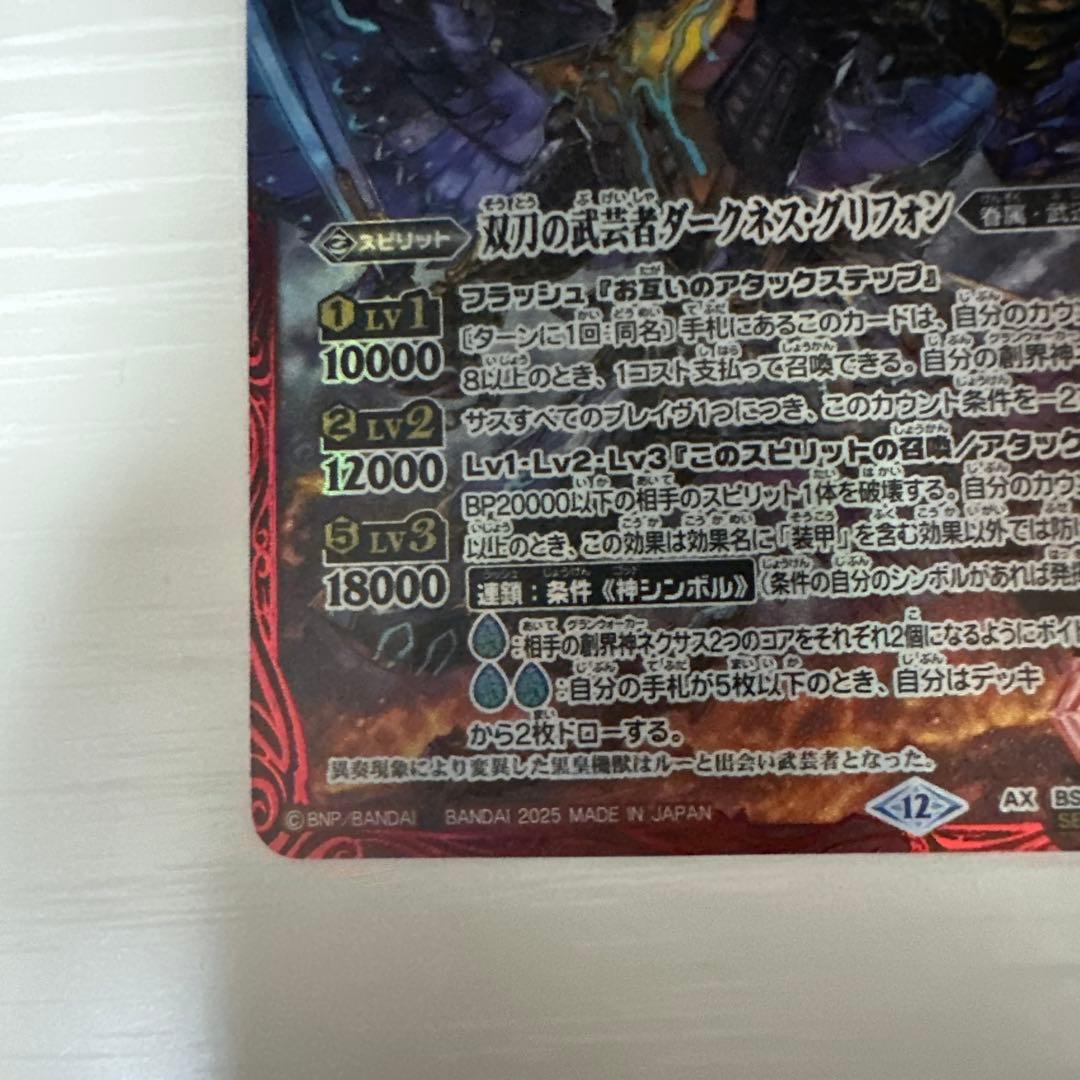 スピリット
双刀の武芸者ダークネス・グリフォン
眷属・武
1 LV1
10000
2 LV2
12000
5 LV3
18000
フラッシュ『お互いのアタックステップ』
[ターンに1回:同名] 手札にあるこのカードは、自分のカウ
8以上のとき、1コスト支払って召喚できる。自分の創界神
サスすべてのブレイヴ1つにつき、このカウント条件を-2
Lv1・Lv2・Lv3『このスピリットの召喚/アタック
BP20000以下の相手のスピリット1体を破壊する。自分のカウ
以上のとき、この効果は効果名に「装甲」を含む効果以外では防
連鎖:条件《神シンボル》 (条件の自分のシンボルがあれば発揮
:相手の創界神ネクサス2つのコアをそれぞれ2個になるようにボイ
:自分の手札が5枚以下のとき、自分はデッキ
から2枚ドローする。
異奏現象により変異した黒皇機獣はルーと出会い武芸者となった。
12
AX BS
SE
©BNP/BANDAI BANDAI 2025 MADE IN JAPAN